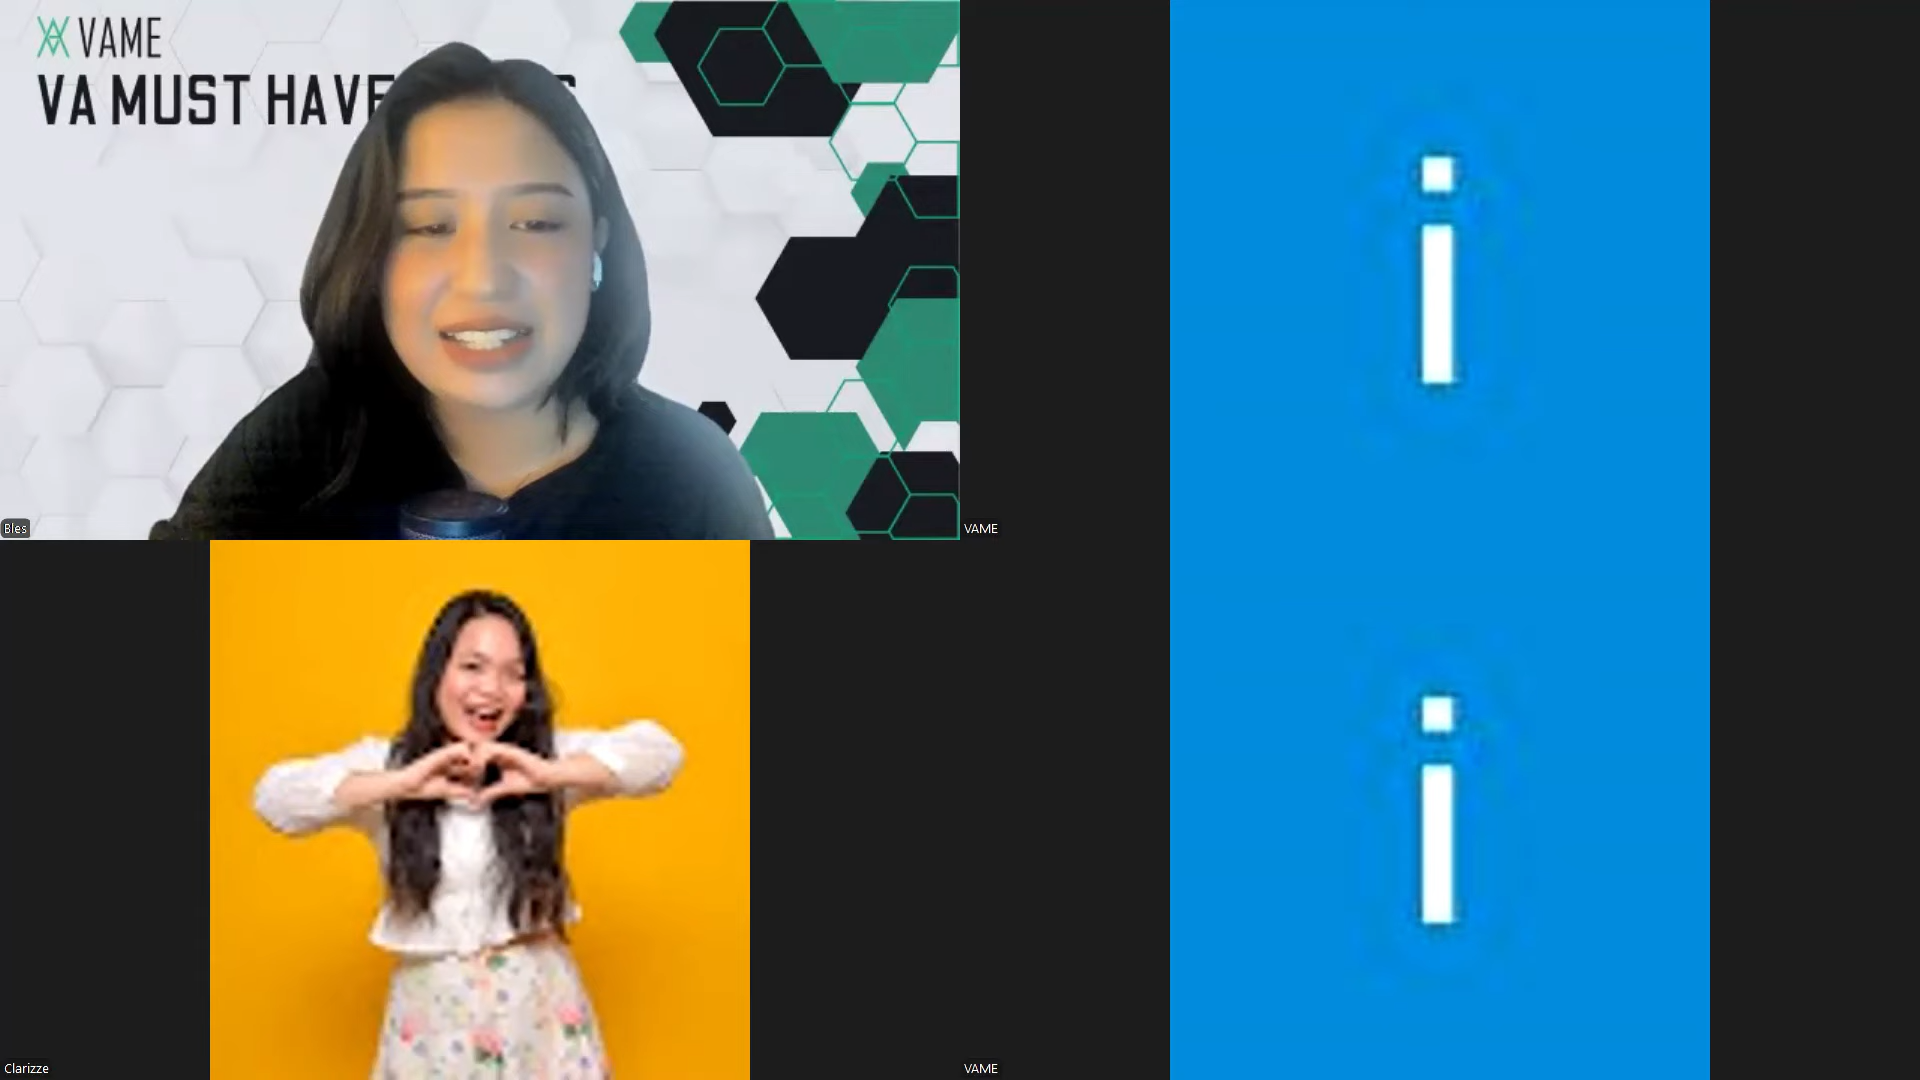 VAME
VA MUST HAVE
Bles
VAME
i
i
Clarizze
VAME